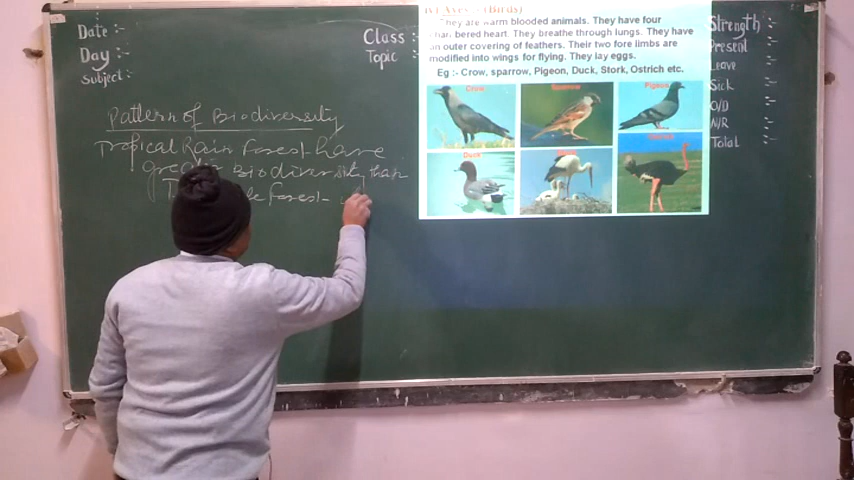 Date :-
Day :-
Subject :-
Class :-
Topic :-
Pattern of Biodiversity
Tropical Rain Forest have
greater Biodiversity than
forest
iv) Aves :- (Birds)
They are warm blooded animals. They have four
chambered heart. They breathe through lungs. They have
an outer covering of feathers. Their two fore limbs are
modified into wings for flying. They lay eggs.
Eg :- Crow, sparrow, Pigeon, Duck, Stork, Ostrich etc.
Crow
Sparrow
Pigeon
Duck
Strength :-
Present :-
Leave :-
Sick :-
O/D :-
N/R :-
Total :-